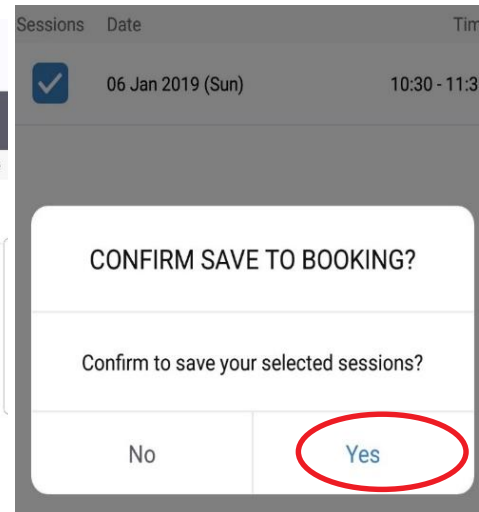 Sessions Date Tim
06 Jan 2019 (Sun) 10:30 - 11:3
CONFIRM SAVE TO BOOKING?
Confirm to save your selected sessions?
No Yes